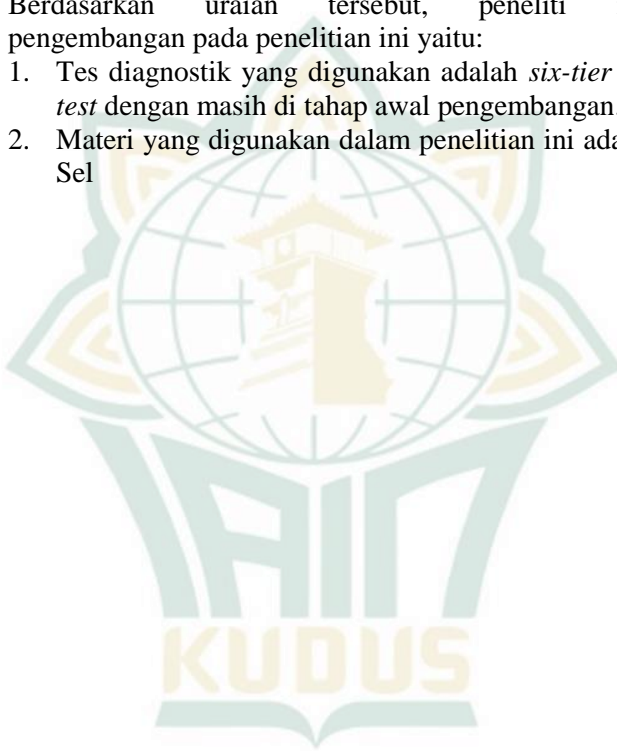 Berdasarkan uraian tersebut, peneliti
pengembangan pada penelitian ini yaitu:
1. Tes diagnostik yang digunakan adalah six-tier
test dengan masih di tahap awal pengembangan.
2. Materi yang digunakan dalam penelitian ini
Sel
IAIN
KUDUS